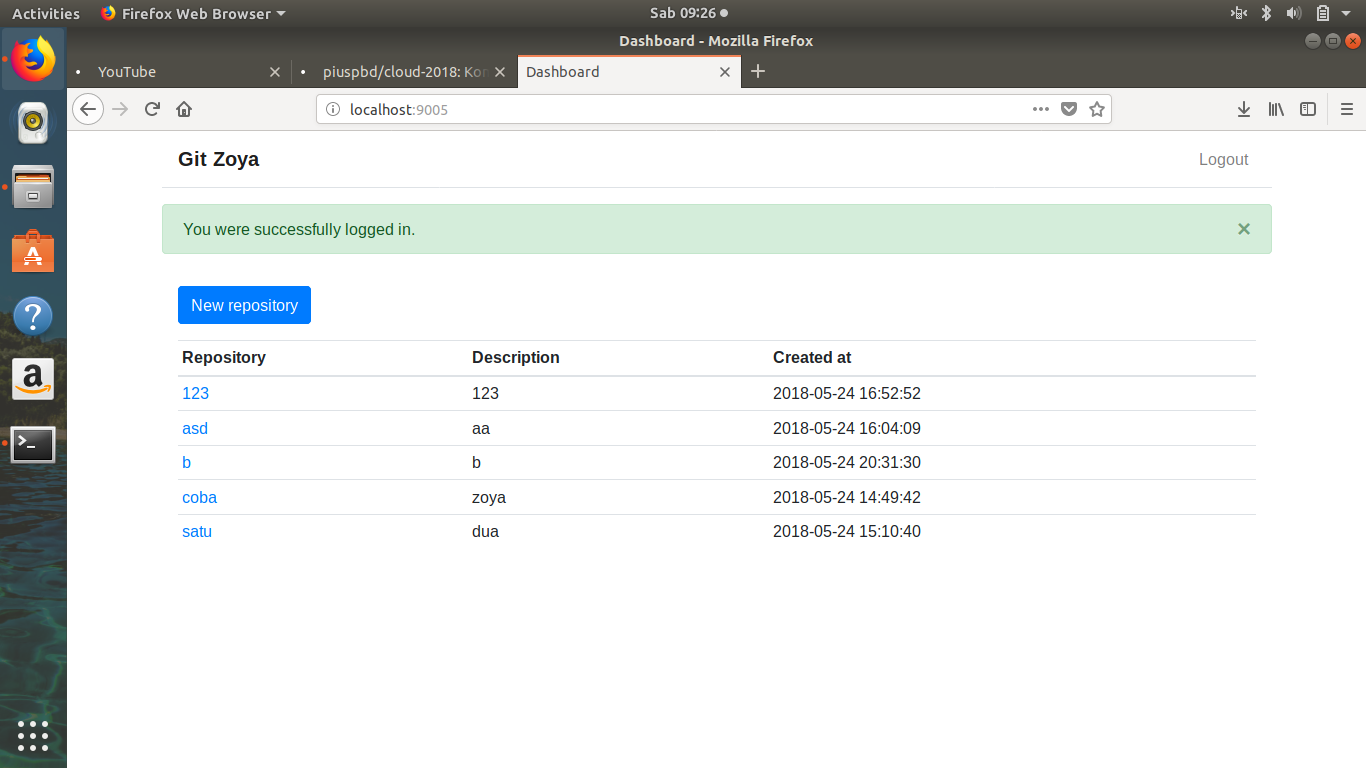 Activities Firefox Web Browser Sab 09:26
Dashboard - Mozilla Firefox
YouTube piuspbd/cloud-2018: Kor Dashboard
localhost:9005
Git Zoya Logout
You were successfully logged in. ×
New repository
Repository Description Created at
123 123 2018-05-24 16:52:52
asd aa 2018-05-24 16:04:09
b b 2018-05-24 20:31:30
coba zoya 2018-05-24 14:49:42
satu dua 2018-05-24 15:10:40